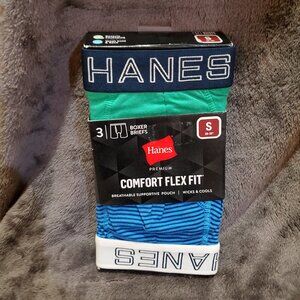 HANES
3 BOXER BRIEFS
S
Hanes
PREMIUM
COMFORT FLEX FIT
BREATHABLE SUPPORTIVE POUCH | WICKS & COOLS
HANES